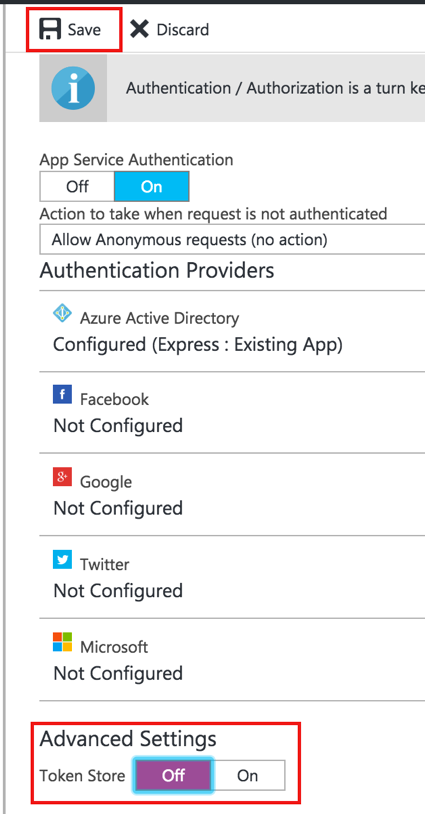 Save Discard
Authentication / Authorization is a turn ke
App Service Authentication
Off On
Action to take when request is not authenticated
Allow Anonymous requests (no action)
Authentication Providers
Azure Active Directory
Configured (Express : Existing App)
Facebook
Not Configured
Google
Not Configured
Twitter
Not Configured
Microsoft
Not Configured
Advanced Settings
Token Store Off On